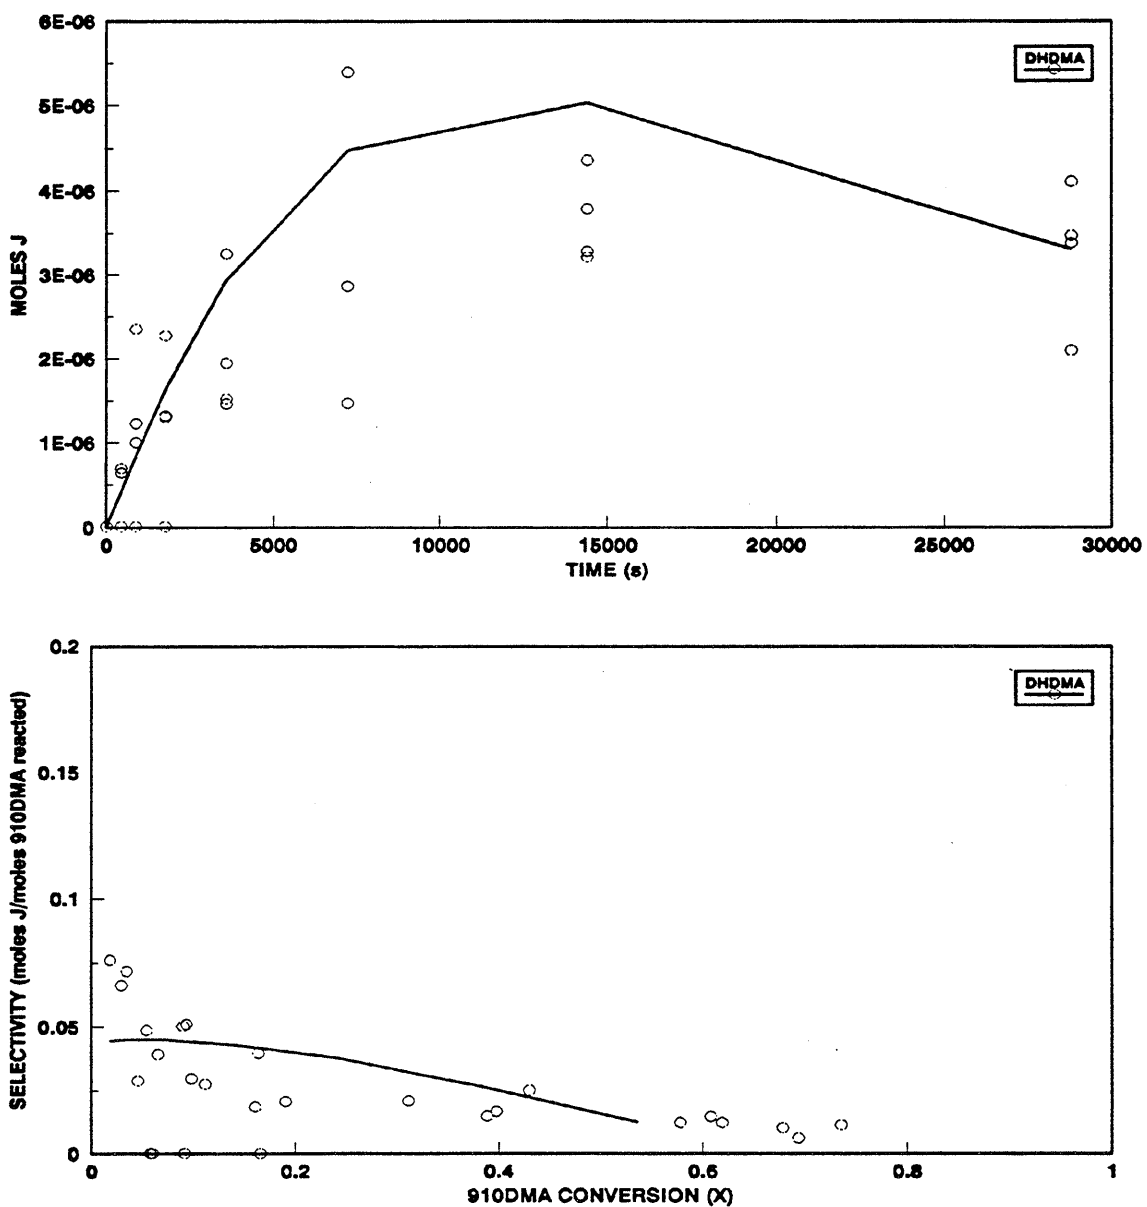 6E-06
DHDMA
5E-06
4E-06
3E-06
2E-06
1E-06
0
MOLES J
0 5000 10000 15000 20000 25000 30000
TIME (s)
0.2
DHDMA
0.15
0.1
0.05
0
SELECTIVITY (moles J/moles 910DMA reacted)
0 0.2 0.4 0.6 0.8 1
910DMA CONVERSION (X)